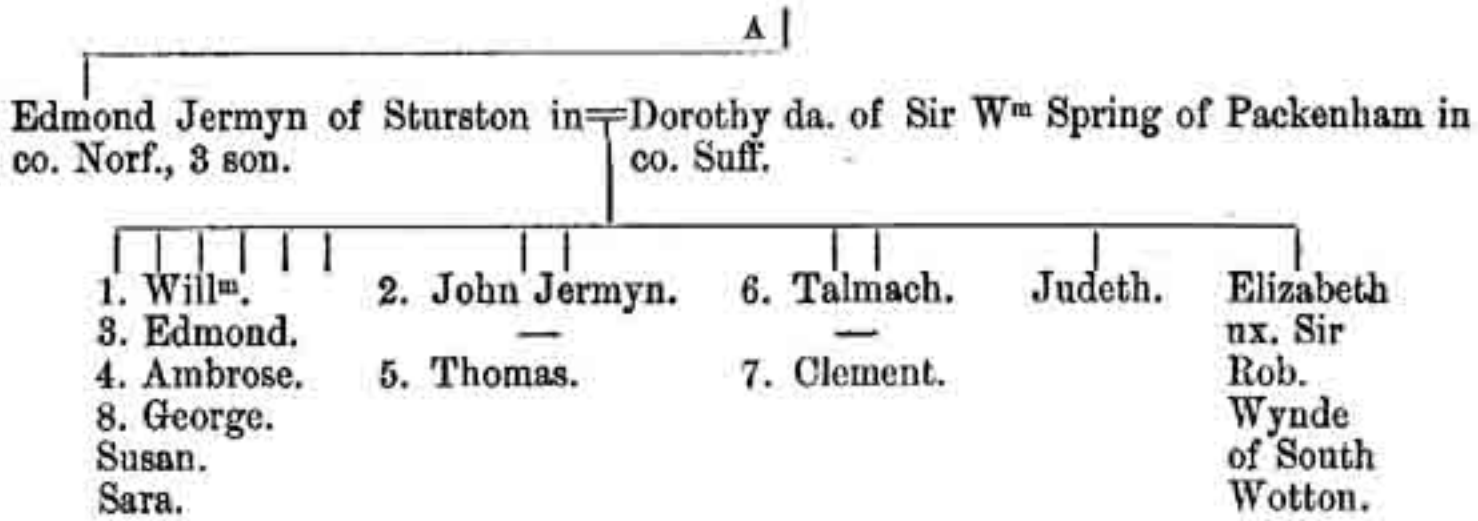 A
Edmond Jermyn of Sturston in=Dorothy da. of Sir Wᵐ Spring of Packenham in
co. Norf., 3 son. co. Suff.
1. Willᵐ. 2. John Jermyn. 6. Talmach. Judeth. Elizabeth
3. Edmond. — — ux. Sir
4. Ambrose. 5. Thomas. 7. Clement. Rob.
8. George. Wynde
Susan. of South
Sara. Wotton.